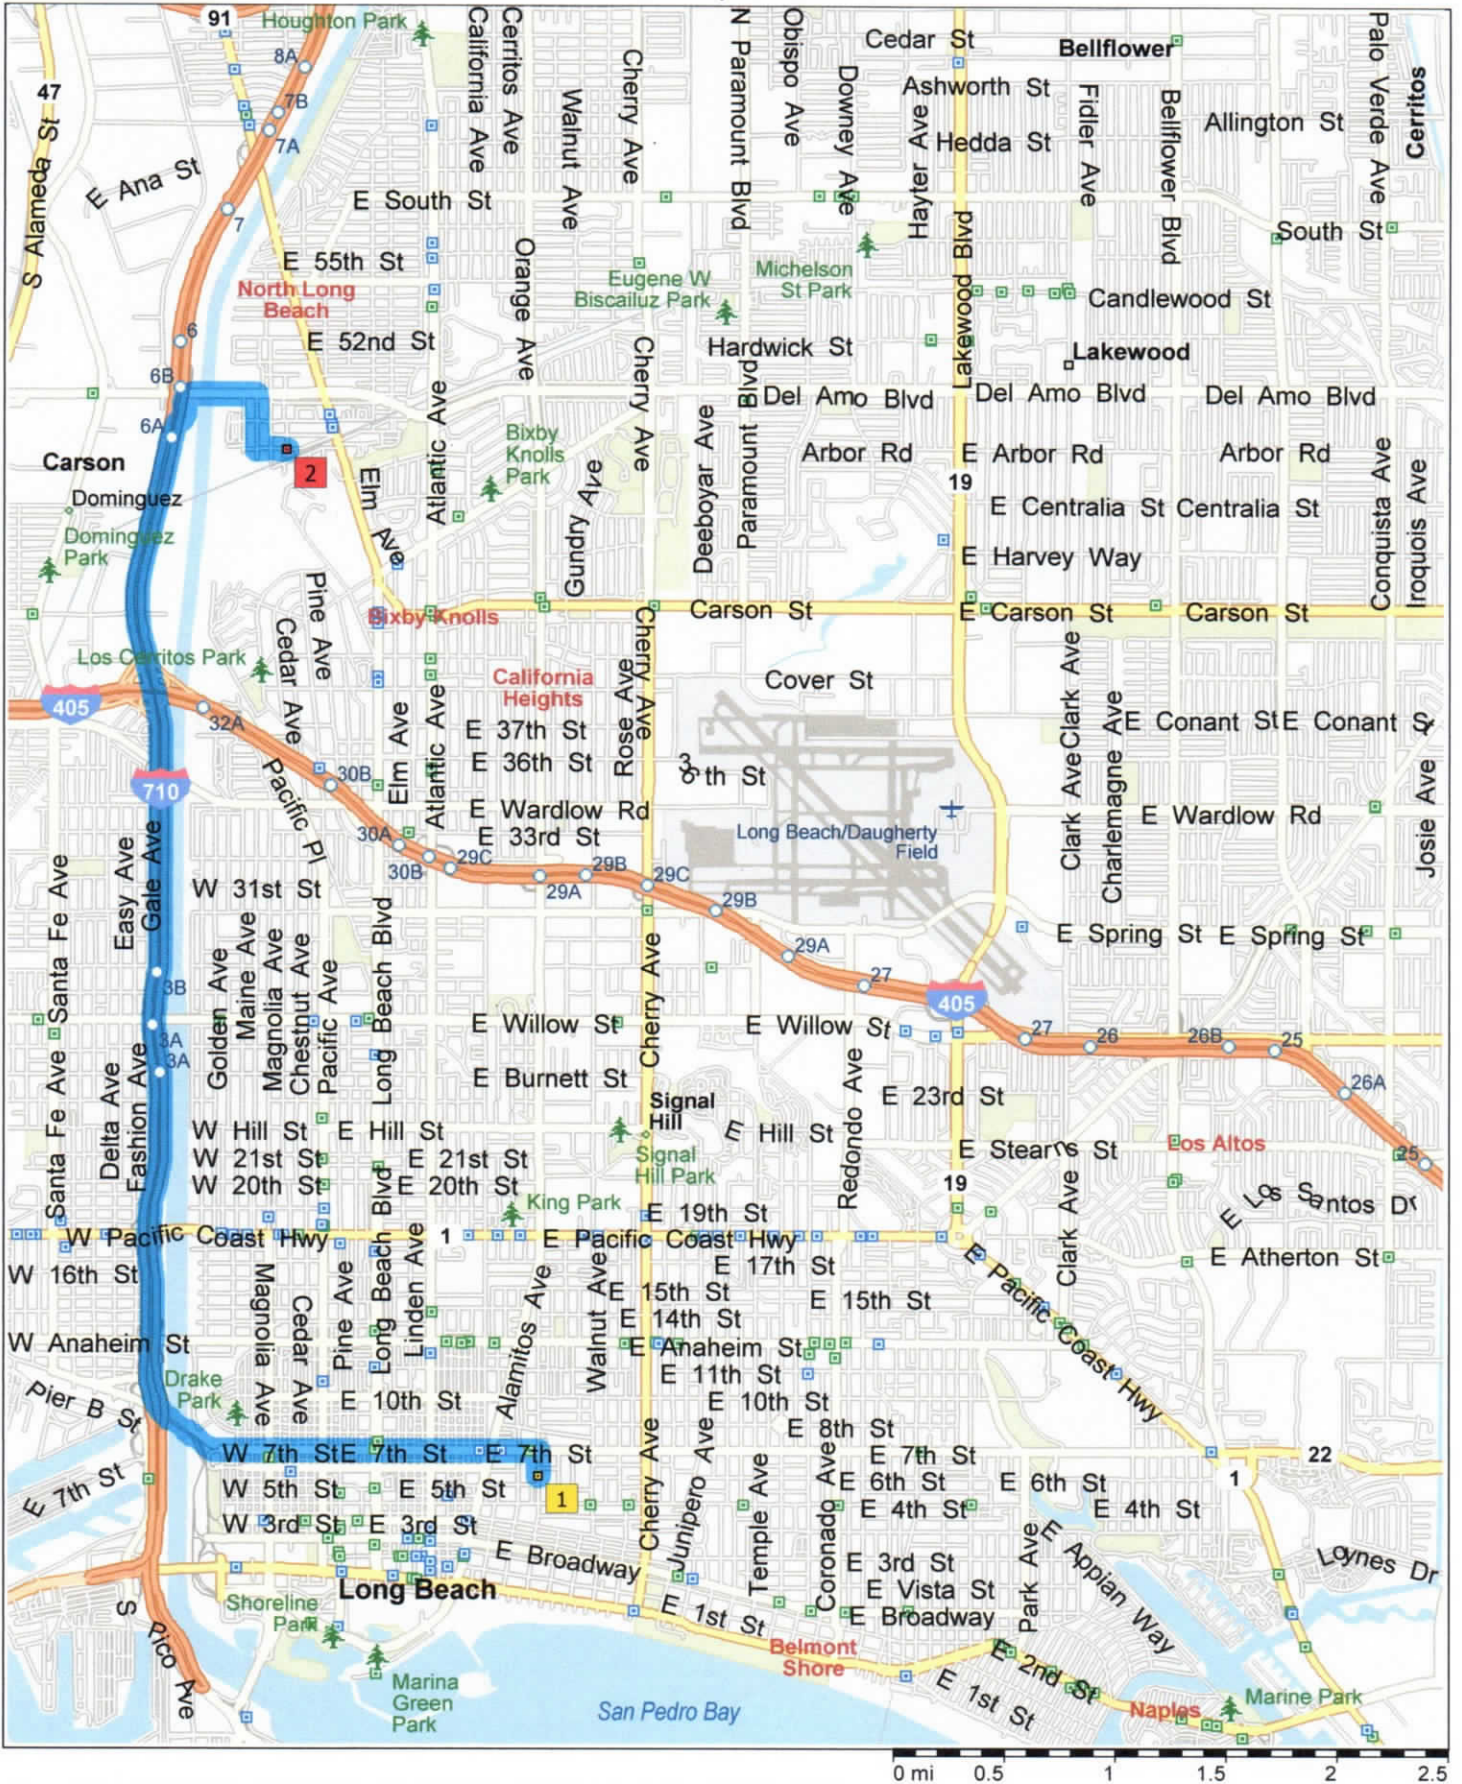 91
Houghton Park
California Ave
Cerritos Ave
N Paramount Blvd
Obispo Ave
Cedar St
Bellflower
Palo Verde Ave
Cerritos
8A
47
Cherry Ave
Downey Ave
Ashworth St
7B
Walnut Ave
Hayter Ave
Fidler Ave
Bellflower Blvd
Allington St
7A
Hedda St
S Alameda St
E Ana St
E South St
7
Lakewood Blvd
South St
E 55th St
Orange Ave
Eugene W
Biscailuz Park
Michelson
St Park
North Long
Beach
Candlewood St
6
E 52nd St
Cherry Ave
Hardwick St
Lakewood
6B
Atlantic Ave
Paramount Blvd
Del Amo Blvd
Del Amo Blvd
Del Amo Blvd
6A
Bixby
Knolls
Park
Deeboyar Ave
Arbor Rd
E Arbor Rd
Arbor Rd
Carson
2
Elm Ave
Gundry Ave
19
Conquista Ave
Iroquois Ave
Dominguez
E Centralia St
Centralia St
Dominguez
Park
E Harvey Way
Pine Ave
Bixby Knolls
Carson St
E Carson St
Carson St
Cedar Ave
Cherry Ave
Los Cerritos Park
California
Heights
Rose Ave
Cover St
Clark Ave
405
32A
Elm Ave
Atlantic Ave
E 37th St
Charlemagne Ave
E Conant St
E Conant St
E 36th St
36th St
30B
710
Pacific Pl
Clark Ave
Josie Ave
E Wardlow Rd
E Wardlow Rd
30A
E 33rd St
Long Beach/Daugherty
Field
Easy Ave
Gale Ave
30B
29C
29B
29A
29C
W 31st St
29B
Santa Fe Ave
Maine Ave
Long Beach Blvd
E Spring St
E Spring St
29A
Golden Ave
Magnolia Ave
Chestnut Ave
Pacific Ave
Cherry Ave
27
3B
405
E Willow St
E Willow St
27
26
26B
25
3A
3A
Santa Fe Ave
Delta Ave
Fashion Ave
E Burnett St
Redondo Ave
E 23rd St
26A
Signal
Hill
W Hill St
E Hill St
E Hill St
Los Altos
Signal
Hill Park
E Stearns St
25
W 21st St
E 21st St
W 20th St
E 20th St
Long Beach Blvd
19
Clark Ave
E Los Santos Dr
King Park
E 19th St
W Pacific Coast Hwy
1
E Pacific Coast Hwy
Linden Ave
E Atherton St
W 16th St
E 17th St
E Pacific Coast Hwy
Magnolia Ave
Cedar Ave
Pine Ave
Alamitos Ave
Walnut Ave
E 15th St
E 15th St
E 14th St
W Anaheim St
E Anaheim St
Drake
Park
E 11th St
Pier B St
E 10th St
E 10th St
Cherry Ave
Junipero Ave
E 8th St
W 7th St
E 7th St
E 7th St
E 7th St
22
1
E 7th St
Temple Ave
Coronado Ave
E 6th St
E 6th St
W 5th St
E 5th St
1
E 4th St
E 4th St
W 3rd St
E 3rd St
Park Ave
E Appian Way
E Broadway
E 3rd St
Loynes Dr
Long Beach
E Vista St
S Pico Ave
Shoreline
Park
E 1st St
E Broadway
Belmont
Shore
E 2nd St
Marina
Green
Park
E 1st St
Naples
Marine Park
San Pedro Bay
0 mi 0.5 1 1.5 2 2.5